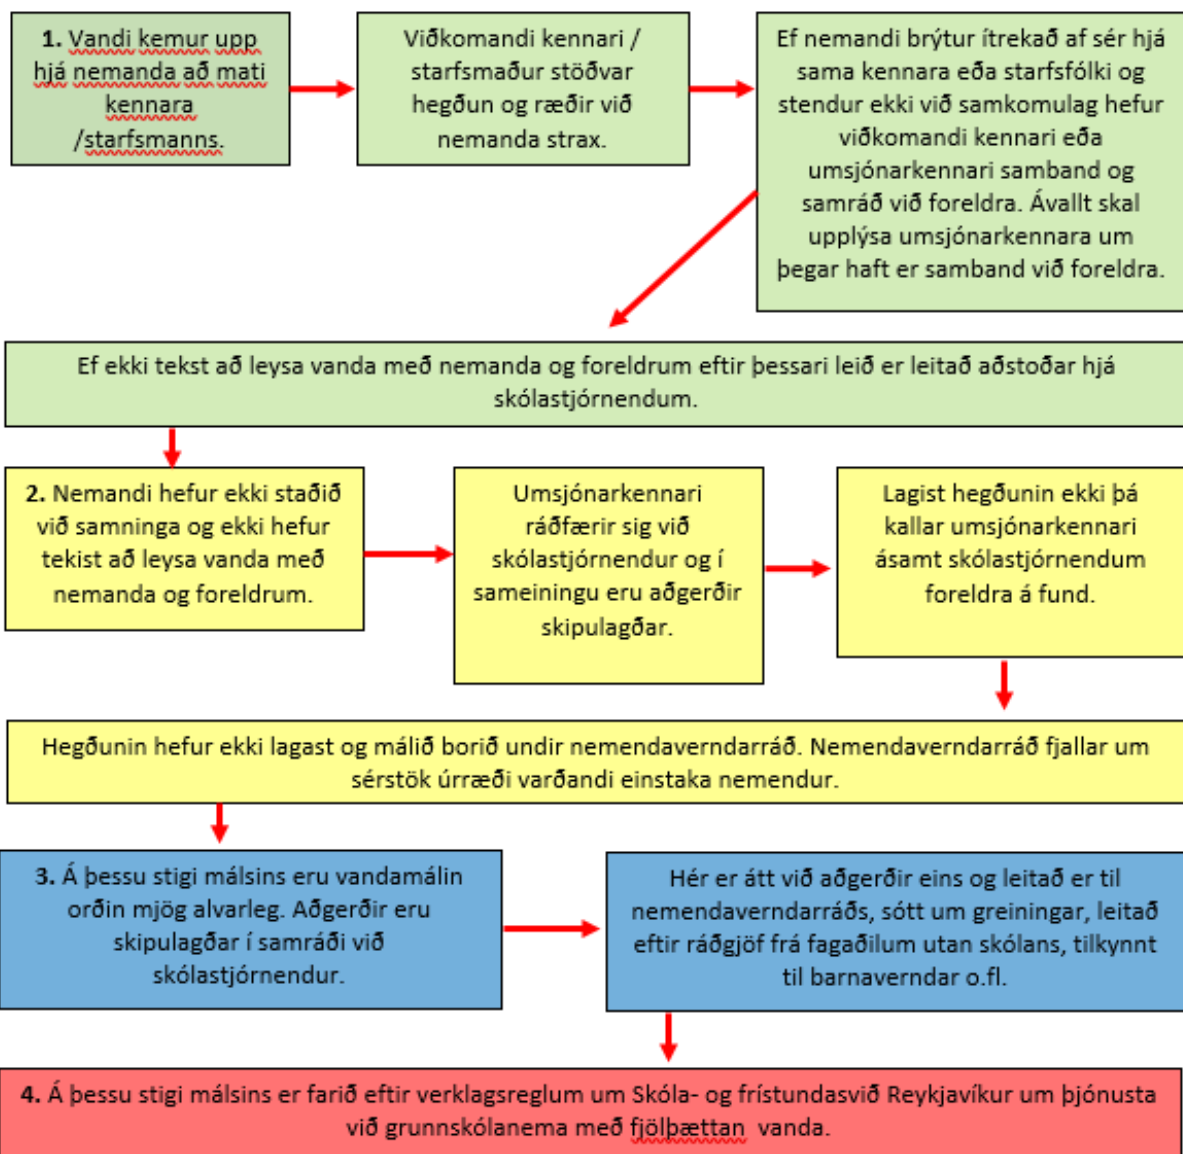 1. Vandi kemur upp
hjá nemanda að mati
kennara
/starfsmanns.
Viðkomandi kennari /
starfsmaður stöðvar
hegðun og ræðir við
nemanda strax.
Ef nemandi brýtur ítrekað af sér hjá
sama kennara eða starfsfólki og
stendur ekki við samkomulag hefur
viðkomandi kennari eða
umsjónarkennari samband og
samráð við foreldra. Ávallt skal
upplýsa umsjónarkennara um
þegar haft er samband við foreldra.
Ef ekki tekst að leysa vanda með nemanda og foreldrum eftir þessari leið er leitað aðstoðar hjá
skólastjórnendum.
2. Nemandi hefur ekki staðið
við samninga og ekki hefur
tekist að leysa vanda með
nemanda og foreldrum.
Umsjónarkennari
ráðfærir sig við
skólastjórnendur og í
sameiningu eru aðgerðir
skipulagðar.
Lagist hegðunin ekki þá
kallar umsjónarkennari
ásamt skólastjórnendum
foreldra á fund.
Hegðunin hefur ekki lagast og málið borið undir nemendaverndarráð. Nemendaverndarráð fjallar um
sérstök úrræði varðandi einstaka nemendur.
3. Á þessu stigi málsins eru vandamálin
orðin mjög alvarleg. Aðgerðir eru
skipulagðar í samráði við
skólastjórnendur.
Hér er átt við aðgerðir eins og leitað er til
nemendaverndarráðs, sótt um greiningar, leitað
eftir ráðgjöf frá fagaðilum utan skólans, tilkynnt
til barnaverndar o.fl.
4. Á þessu stigi málsins er farið eftir verklagsreglum um Skóla- og frístundasvið Reykjavíkur um þjónusta
við grunnskólanema með fjölþættan vanda.